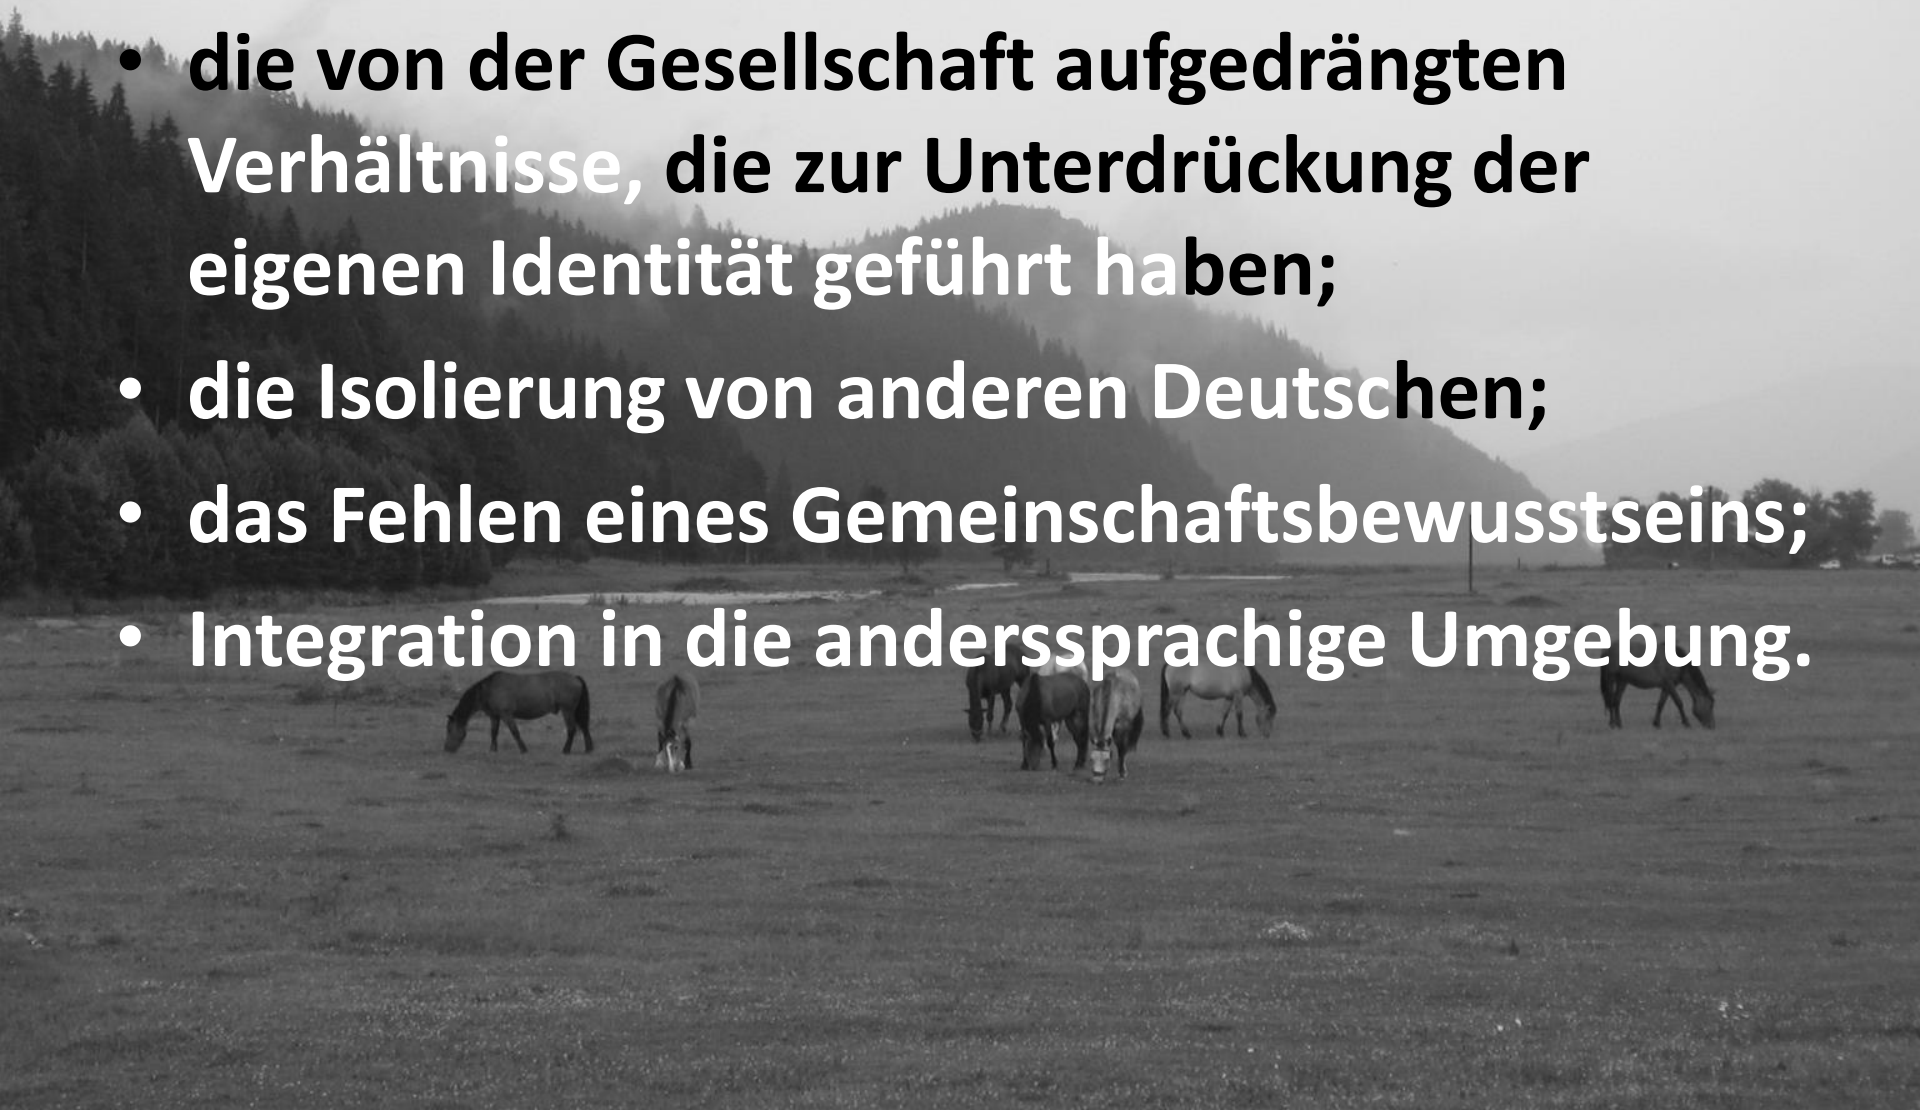 • die von der Gesellschaft aufgedrängten
Verhältnisse, die zur Unterdrückung der
eigenen Identität geführt haben;
• die Isolierung von anderen Deutschen;
• das Fehlen eines Gemeinschaftsbewusstseins;
• Integration in die anderssprachige Umgebung.